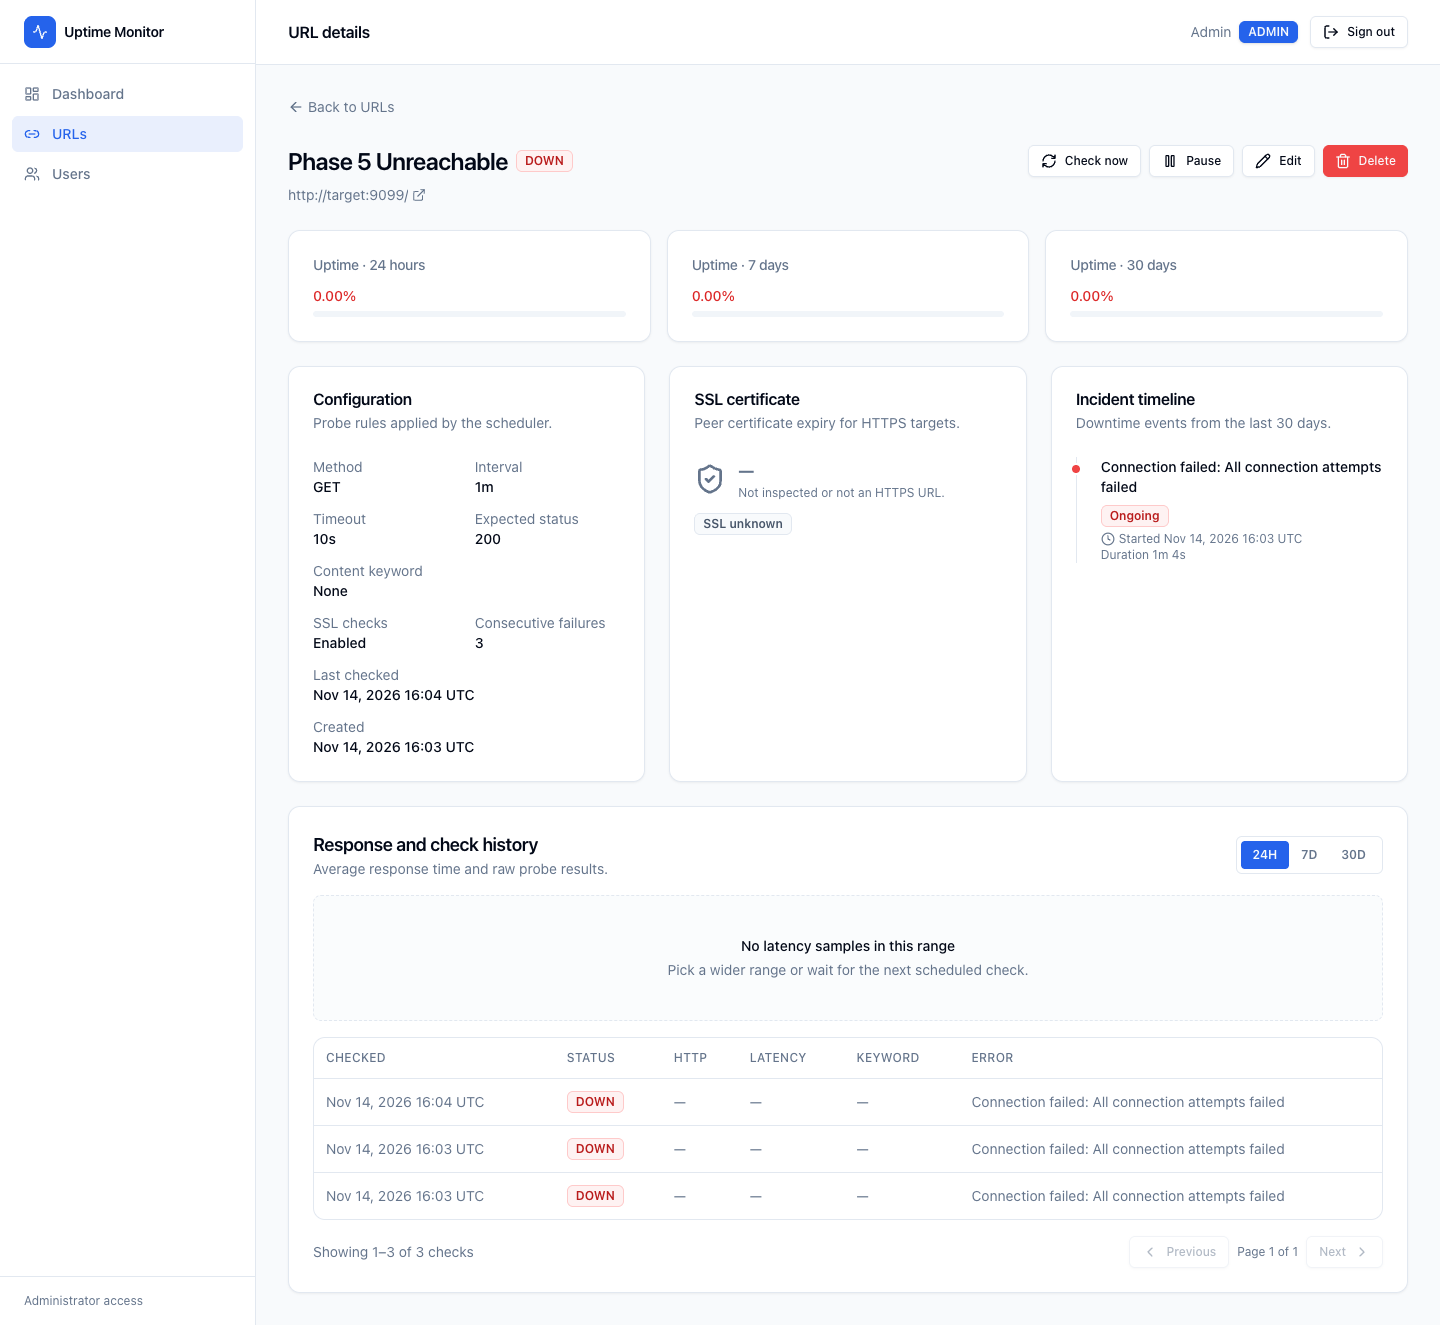 Uptime Monitor
Dashboard
URLs
Users
Administrator access
URL details
Admin
ADMIN
Sign out
Back to URLs
Phase 5 Unreachable
DOWN
http://target:9099/
Check now
Pause
Edit
Delete
Uptime · 24 hours
0.00%
Uptime · 7 days
0.00%
Uptime · 30 days
0.00%
Configuration
Probe rules applied by the scheduler.
Method
GET
Interval
1m
Timeout
10s
Expected status
200
Content keyword
None
SSL checks
Enabled
Consecutive failures
3
Last checked
Nov 14, 2026 16:04 UTC
Created
Nov 14, 2026 16:03 UTC
SSL certificate
Peer certificate expiry for HTTPS targets.
—
Not inspected or not an HTTPS URL.
SSL unknown
Incident timeline
Downtime events from the last 30 days.
Connection failed: All connection attempts
failed
Ongoing
Started Nov 14, 2026 16:03 UTC
Duration 1m 4s
Response and check history
Average response time and raw probe results.
24H 7D 30D
No latency samples in this range
Pick a wider range or wait for the next scheduled check.
CHECKED STATUS HTTP LATENCY KEYWORD ERROR
Nov 14, 2026 16:04 UTC DOWN — — — Connection failed: All connection attempts failed
Nov 14, 2026 16:03 UTC DOWN — — — Connection failed: All connection attempts failed
Nov 14, 2026 16:03 UTC DOWN — — — Connection failed: All connection attempts failed
Showing 1–3 of 3 checks
Previous
Page 1 of 1
Next